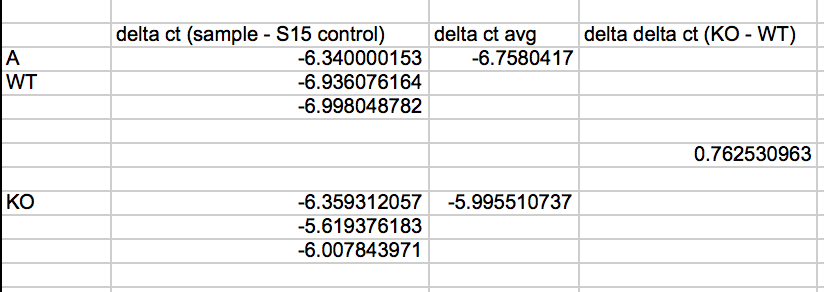 delta ct (sample - S15 control) delta ct avg delta delta ct (KO - WT)
A -6.340000153 -6.7580417
WT -6.936076164
-6.998048782
0.762530963
KO -6.359312057 -5.995510737
-5.619376183
-6.007843971